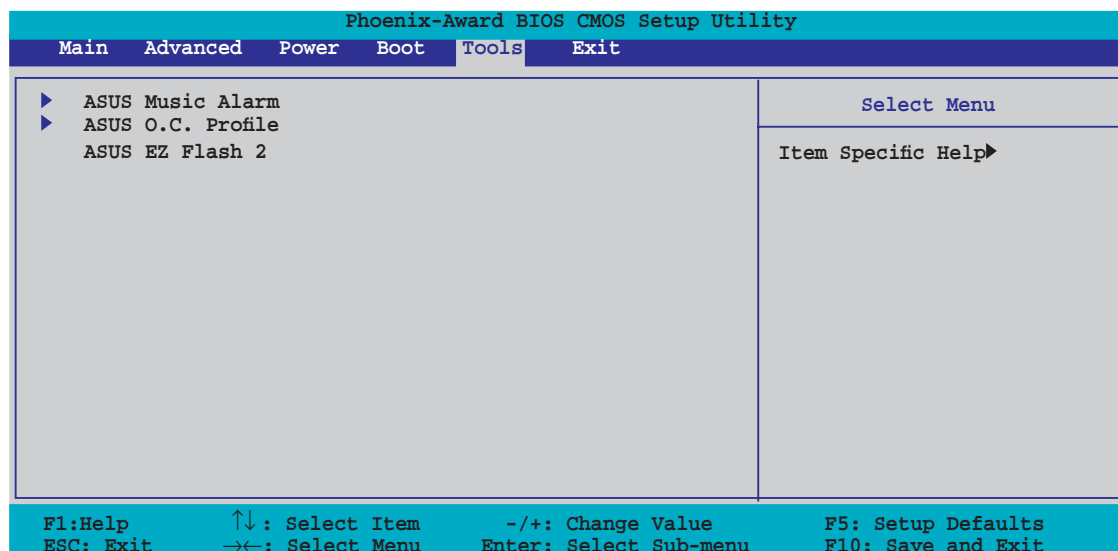 Phoenix-Award BIOS CMOS Setup Utility
Main Advanced Power Boot Tools Exit
ASUS Music Alarm
ASUS O.C. Profile
ASUS EZ Flash 2
Select Menu
Item Specific Help
F1:Help ↑↓: Select Item -/+: Change Value F5: Setup Defaults
ESC: Exit →←: Select Menu Enter: Select Sub-menu F10: Save and Exit